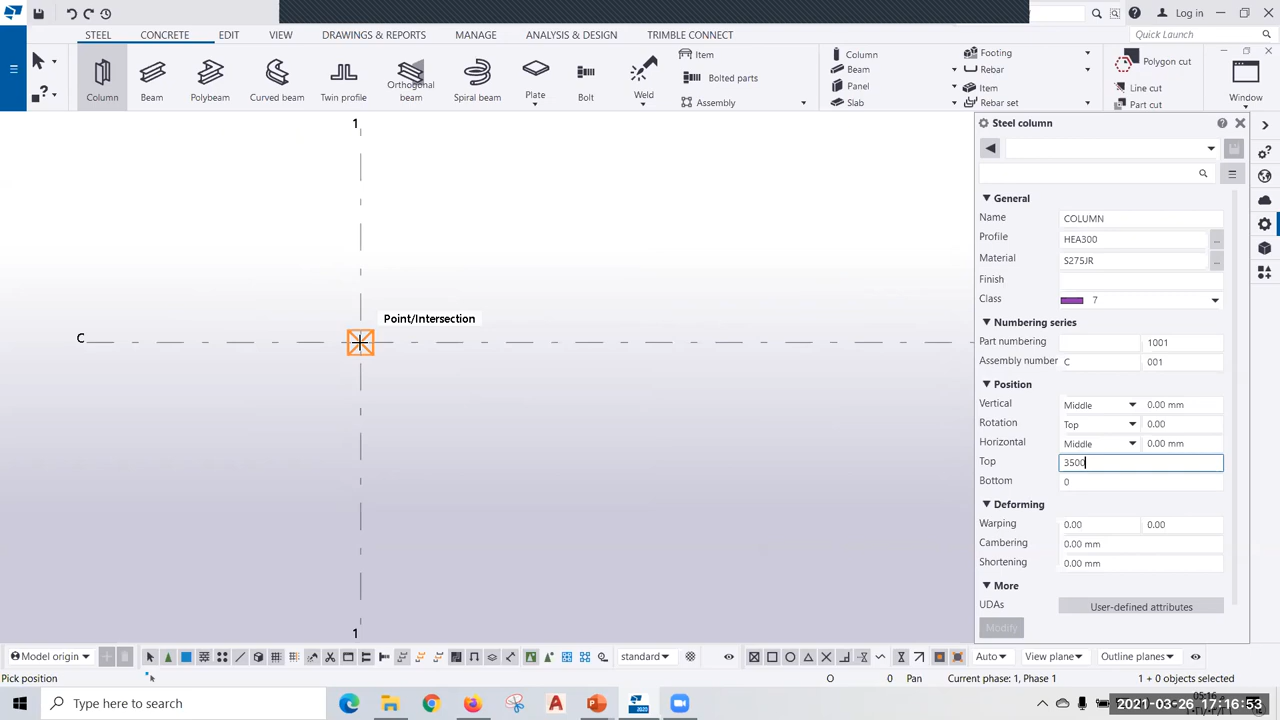 Log in
STEEL CONCRETE EDIT VIEW DRAWINGS & REPORTS MANAGE ANALYSIS & DESIGN TRIMBLE CONNECT Quick Launch
Column
Beam
Polybeam
Curved beam
Twin profile
Orthogonal
beam
Spiral beam
Plate
Bolt
Item
Bolted parts
Assembly
Weld
Column
Beam
Panel
Slab
Footing
Rebar
Item
Rebar set
Polygon cut
Line cut
Part cut
Window
1
C
Point/Intersection
1
Steel column
General
Name COLUMN
Profile HEA300 ...
Material S275JR ...
Finish
Class 7
Numbering series
Part numbering 1001
Assembly number C 001
Position
Vertical Middle 0.00 mm
Rotation Top 0.00
Horizontal Middle 0.00 mm
Top 3500
Bottom 0
Deforming
Warping 0.00 0.00
Cambering 0.00 mm
Shortening 0.00 mm
More
UDAs User-defined attributes
Modify
Model origin standard Auto View plane Outline planes
Pick position O 0 Pan Current phase: 1, Phase 1 1 + 0 objects selected
Type here to search
2021-03-26 17:16:53